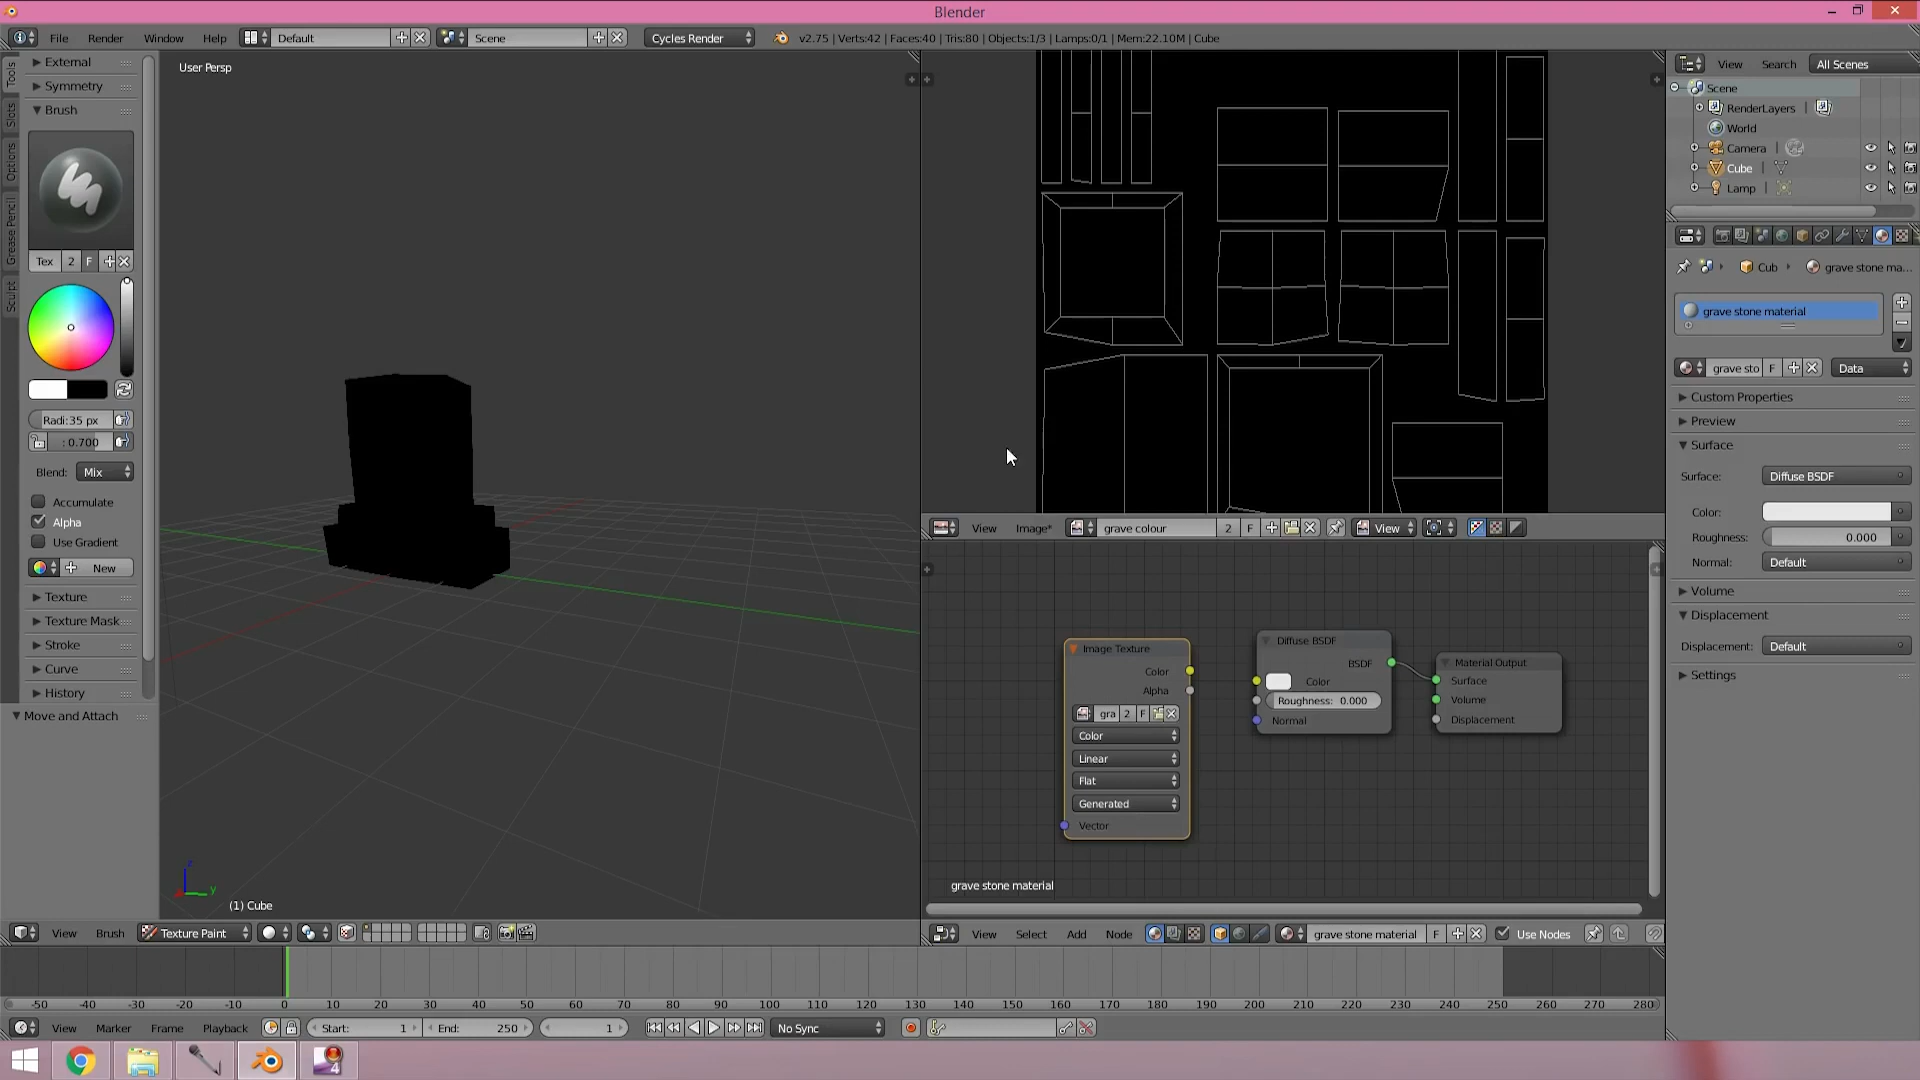 Blender
File Render Window Help Default Scene Cycles Render v2.75 | Verts:42 | Faces:40 | Tris:80 | Objects:1/3 | Lamps:0/1 | Mem:22.10M | Cube
Tools
Slots
Options
Grease Pencil
Sculpt
External
Symmetry
Brush
Tex 2 F
Radi:35 px
: 0.700
Blend: Mix
Accumulate
Alpha
Use Gradient
New
Texture
Texture Mask
Stroke
Curve
History
Move and Attach
User Persp
z
y
(1) Cube
View Brush Texture Paint
View Image* grave colour 2 F View
Image Texture
Color
Alpha
gra 2 F
Color
Linear
Flat
Generated
Vector
Diffuse BSDF
BSDF
Color
Roughness: 0.000
Normal
Material Output
Surface
Volume
Displacement
grave stone material
View Select Add Node grave stone material F Use Nodes
View Search All Scenes
Scene
RenderLayers
World
Camera
Cube
Lamp
Cub grave stone ma...
grave stone material
grave sto F Data
Custom Properties
Preview
Surface
Surface: Diffuse BSDF
Color:
Roughness: 0.000
Normal: Default
Volume
Displacement
Displacement: Default
Settings
-50 -40 -30 -20 -10 0 10 20 30 40 50 60 70 80 90 100 110 120 130 140 150 160 170 180 190 200 210 220 230 240 250 260 270 280
View Marker Frame Playback Start: 1 End: 250 1 No Sync
4